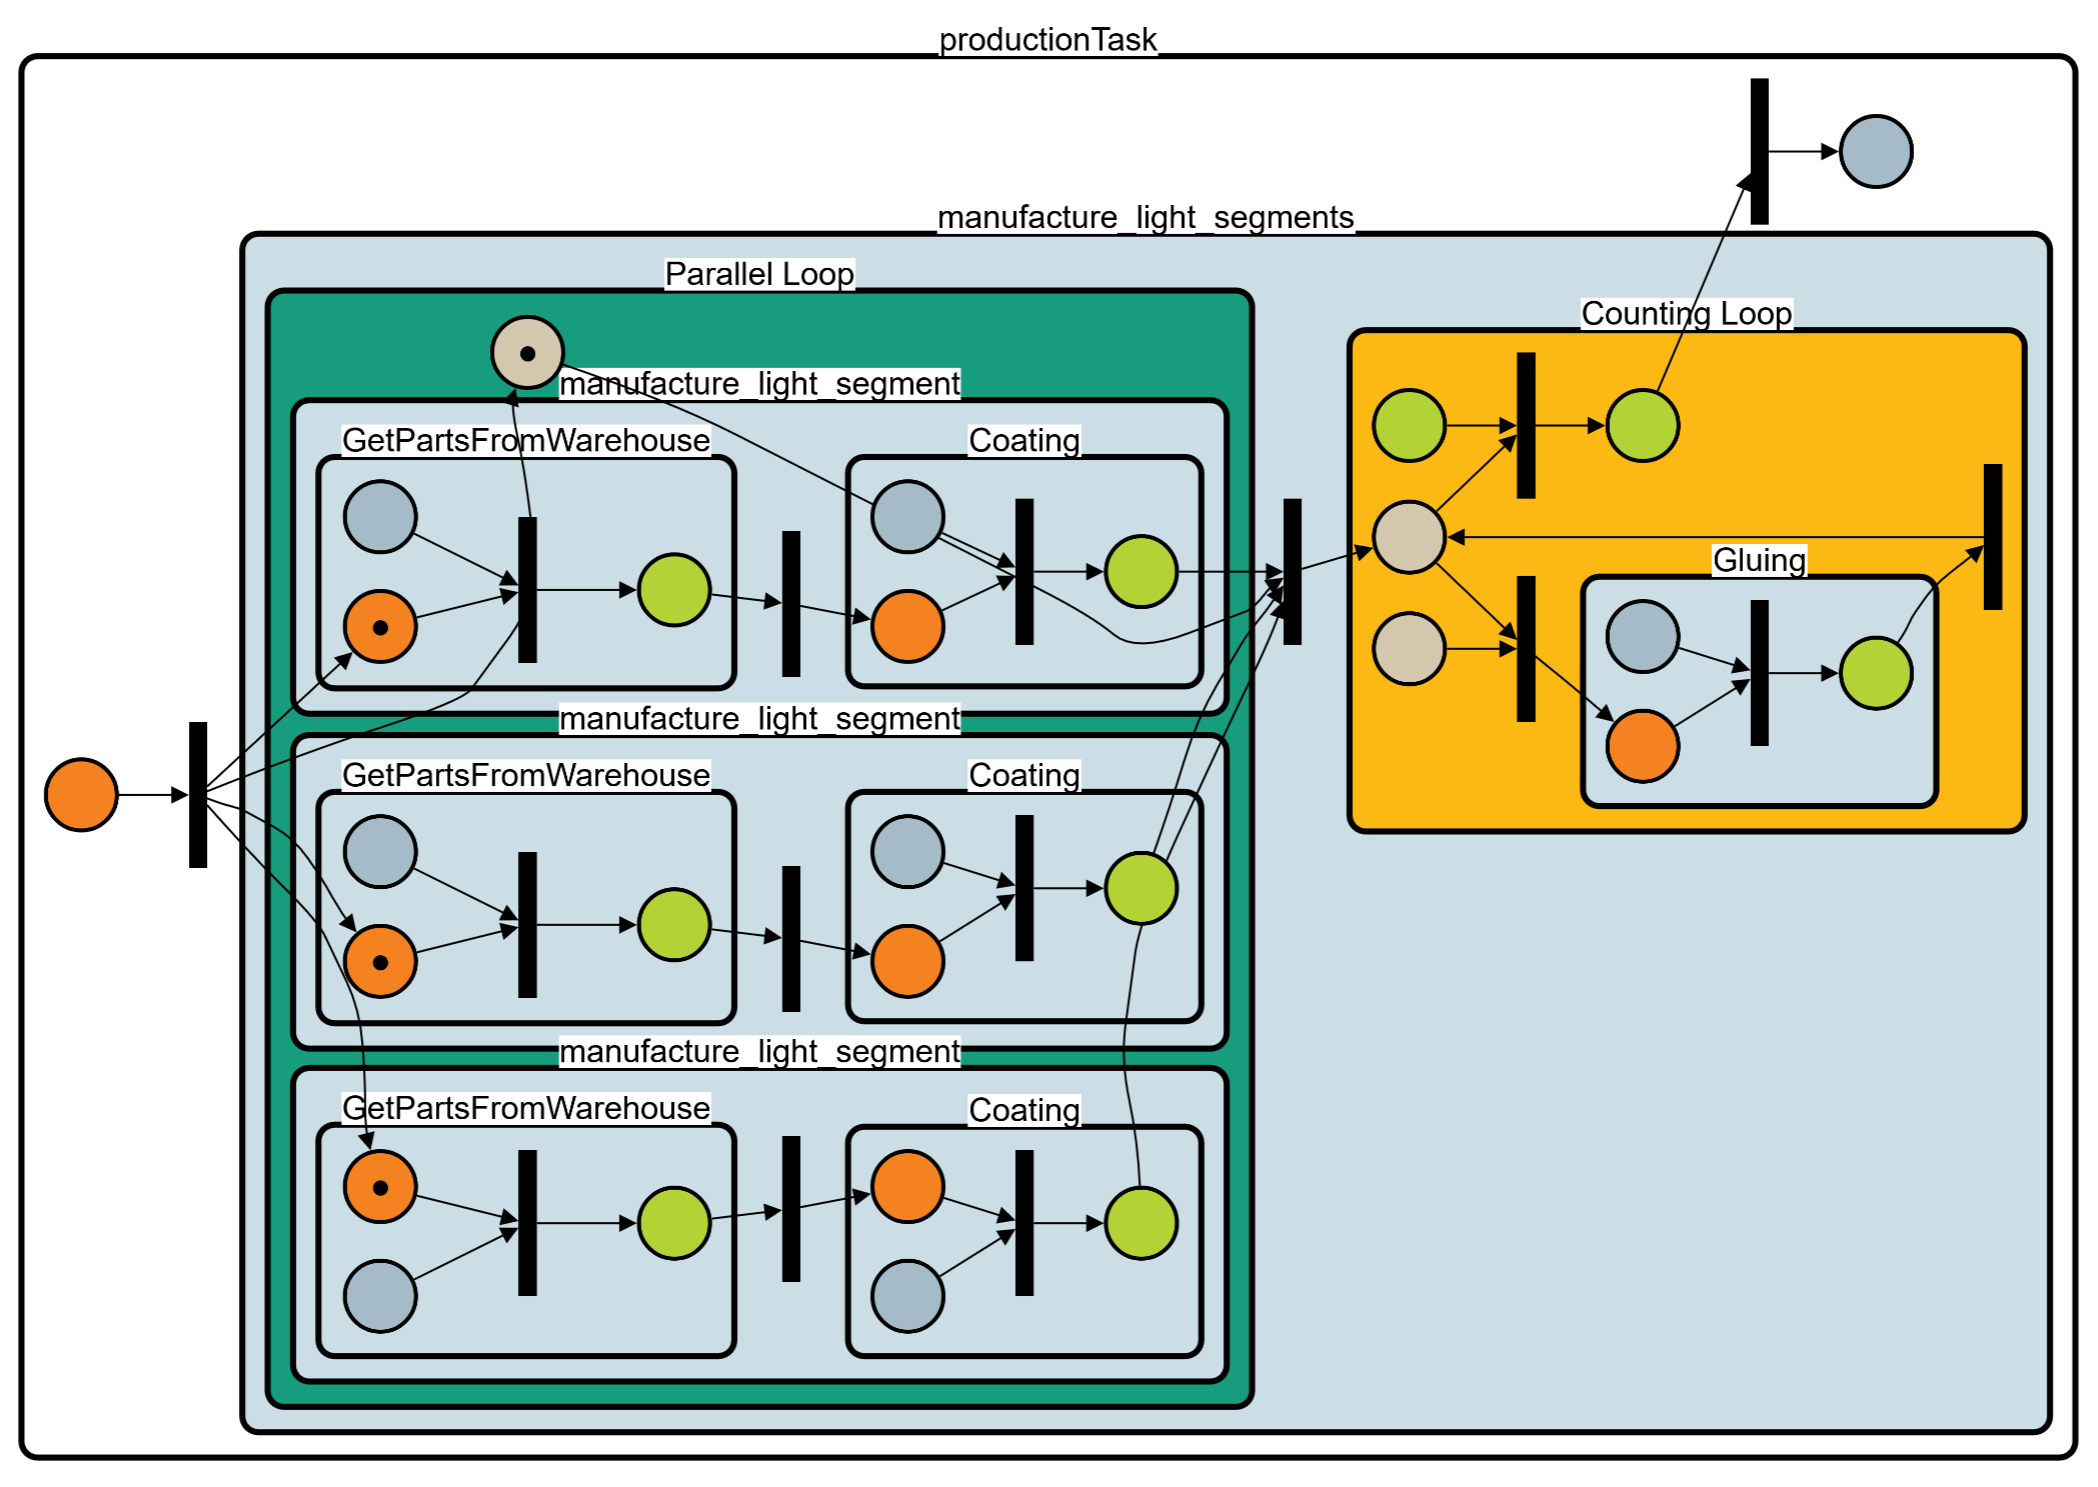 productionTask
manufacture_light_segments
Parallel Loop
Counting Loop
manufacture_light_segment
GetPartsFromWarehouse
Coating
Gluing
manufacture_light_segment
GetPartsFromWarehouse
Coating
manufacture_light_segment
GetPartsFromWarehouse
Coating